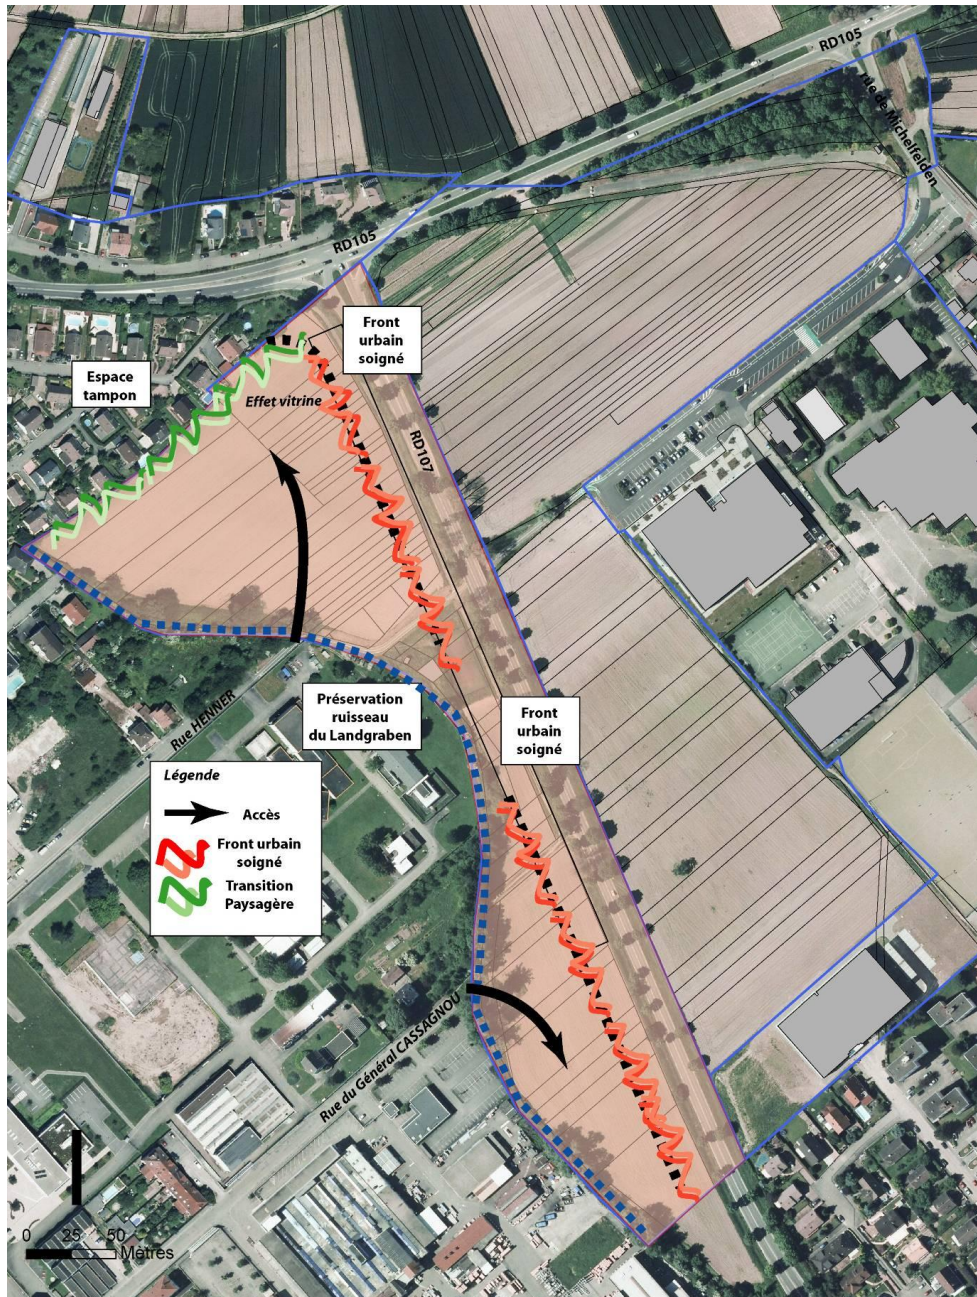 RD105
rue de Michelfelden
RD105
Front
urbain
soigné
Espace
tampon
Effet vitrine
RD107
Préservation
ruisseau
du Landgraben
Front
urbain
soigné
Rue HENNER
Légende
Accès
Front urbain
soigné
Transition
Paysagère
Rue du Général CASSAGNOU
0 25 50
Mètres